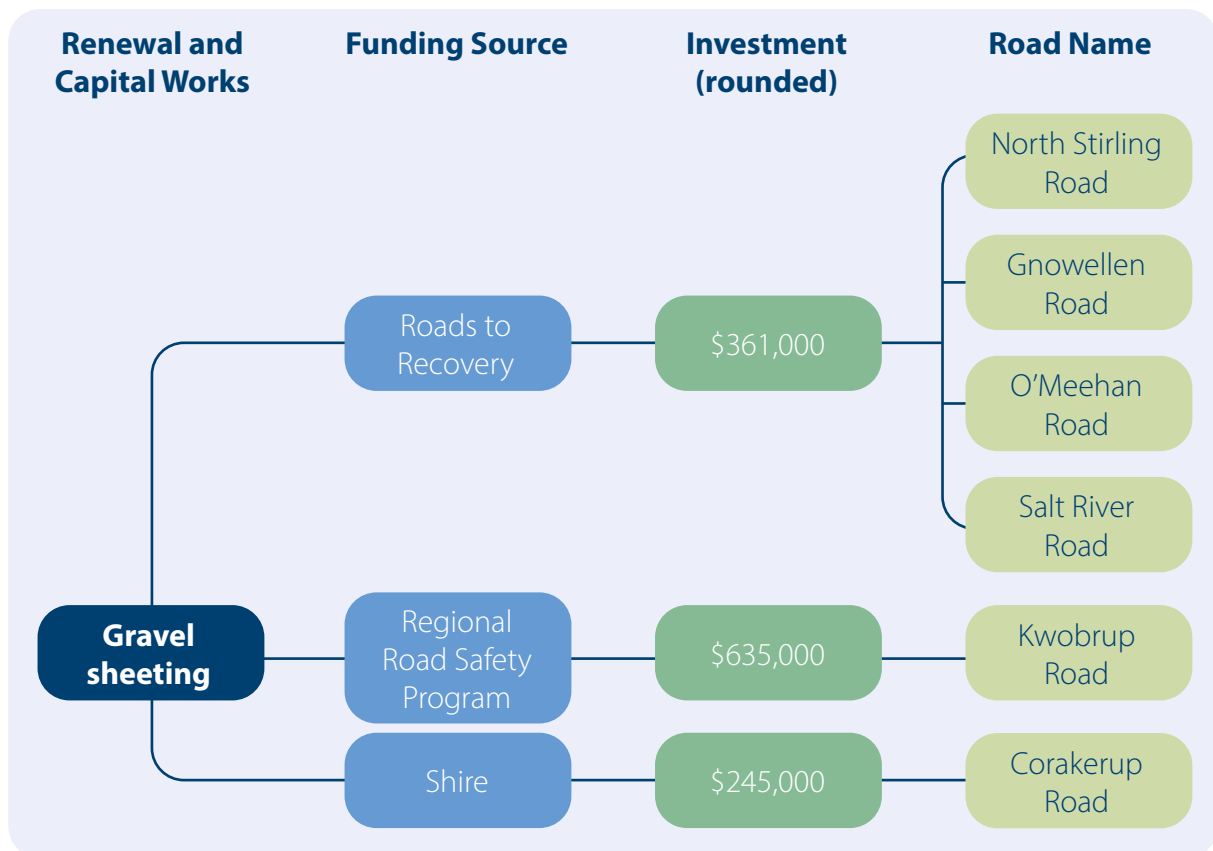 Renewal and
Capital Works
Funding Source
Investment
(rounded)
Road Name
Gravel
sheeting
Roads to
Recovery
$361,000
North Stirling
Road
Gnowellen
Road
O’Meehan
Road
Salt River
Road
Regional
Road Safety
Program
$635,000
Kwobrup
Road
Shire
$245,000
Corakerup
Road